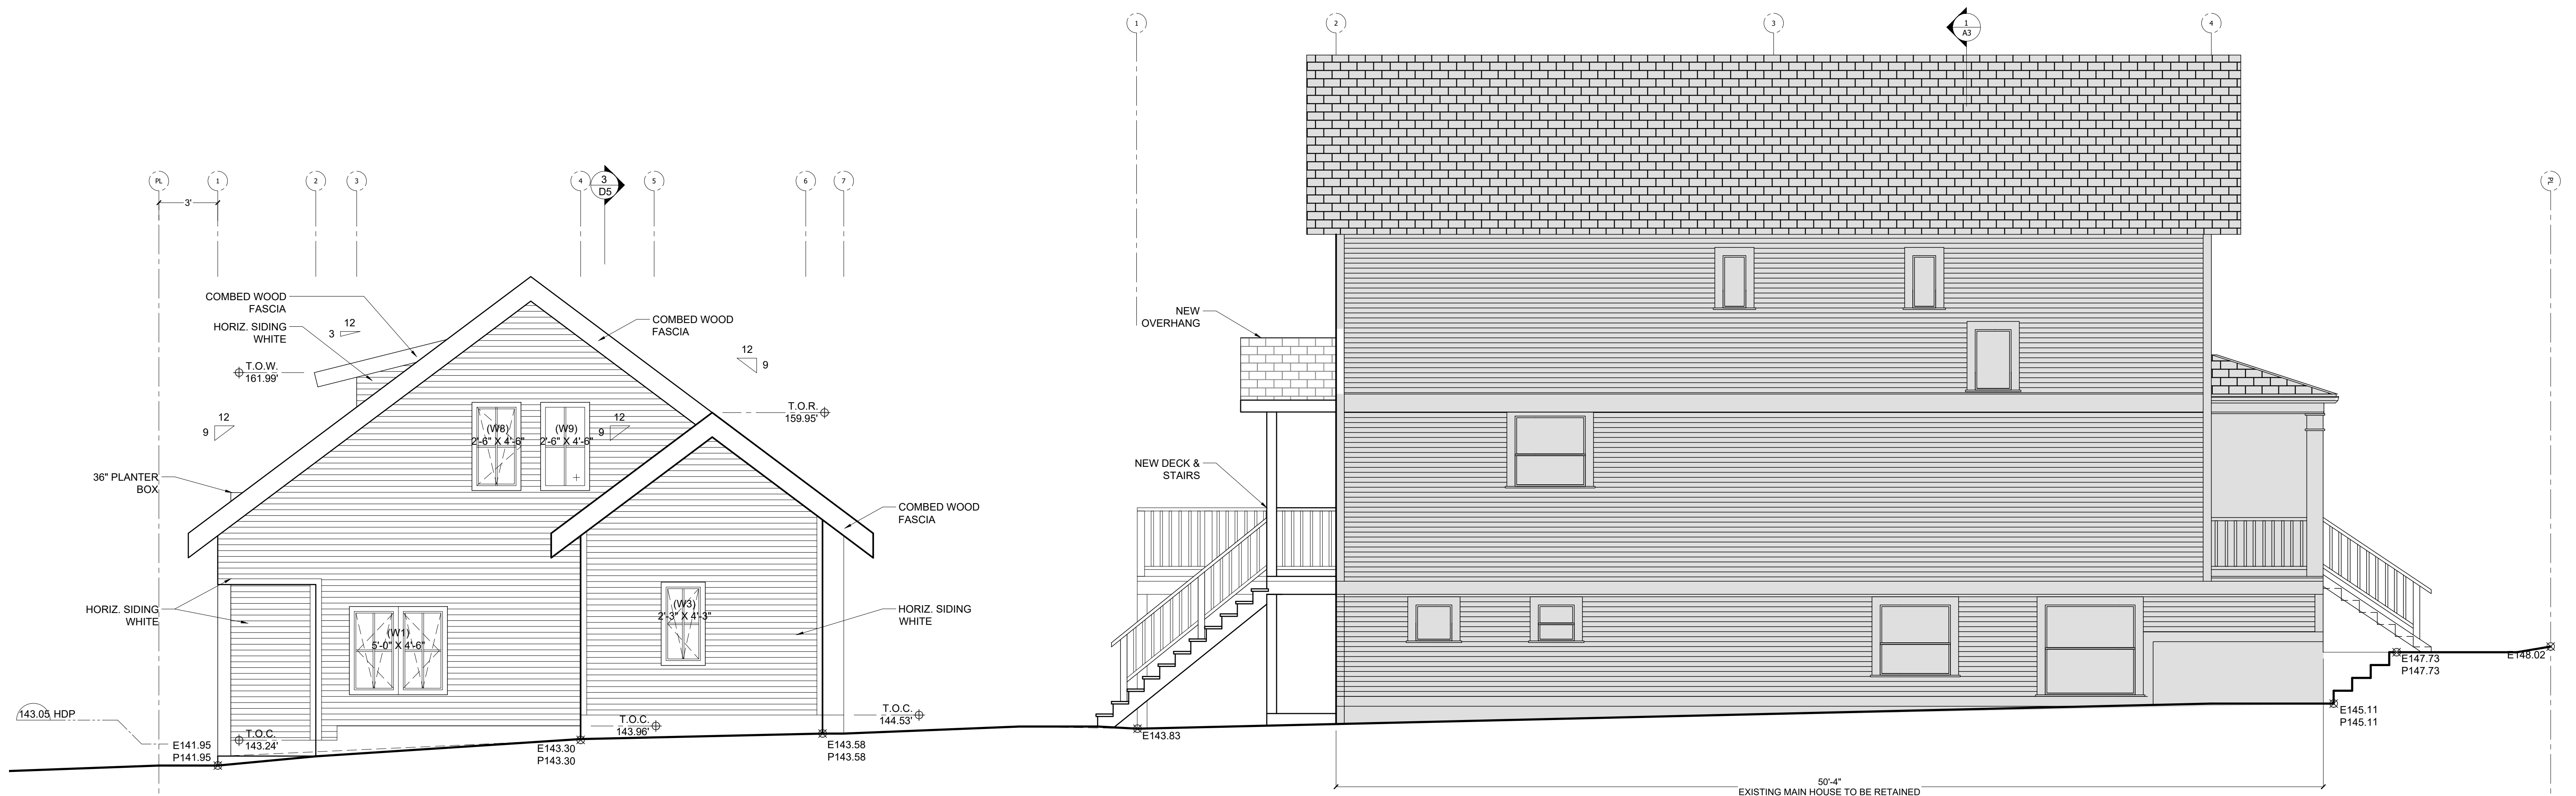 1
2
3
1
A3
4
PL
1
2
3
4
3
D5
5
6
7
PL
3'
COMBED WOOD
FASCIA
12
3
HORIZ. SIDING
WHITE
T.O.W.
161.99'
12
9
36" PLANTER
BOX
HORIZ. SIDING
WHITE
143.05 HDP
E141.95
P141.95
T.O.C.
143.24'
(W8)
2'-6" X 4'-6"
(W9)
2'-6" X 4'-6"
12
9
COMBED WOOD
FASCIA
12
9
T.O.R.
159.95'
COMBED WOOD
FASCIA
(W3)
2'-3" X 4'-3"
(W1)
5'-0" X 4'-6"
HORIZ. SIDING
WHITE
T.O.C.
143.96'
T.O.C.
144.53'
E143.30
P143.30
E143.58
P143.58
NEW
OVERHANG
NEW DECK &
STAIRS
E143.83
E147.73
P147.73
E148.02
E145.11
P145.11
50'-4"
EXISTING MAIN HOUSE TO BE RETAINED